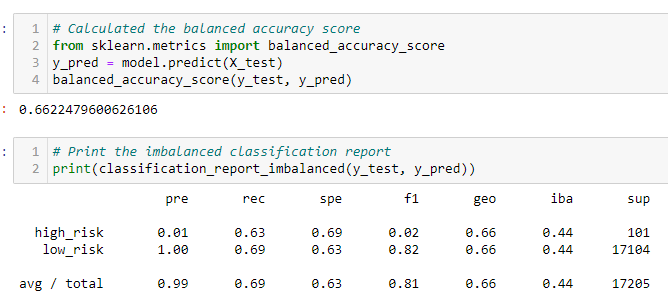 : 1 # Calculated the balanced accuracy score
2 from sklearn.metrics import balanced_accuracy_score
3 y_pred = model.predict(X_test)
4 balanced_accuracy_score(y_test, y_pred)
: 0.6622479600626106
: 1 # Print the imbalanced classification report
2 print(classification_report_imbalanced(y_test, y_pred))
pre rec spe f1 geo iba sup
high_risk 0.01 0.63 0.69 0.02 0.66 0.44 101
low_risk 1.00 0.69 0.63 0.82 0.66 0.44 17104
avg / total 0.99 0.69 0.63 0.81 0.66 0.44 17205